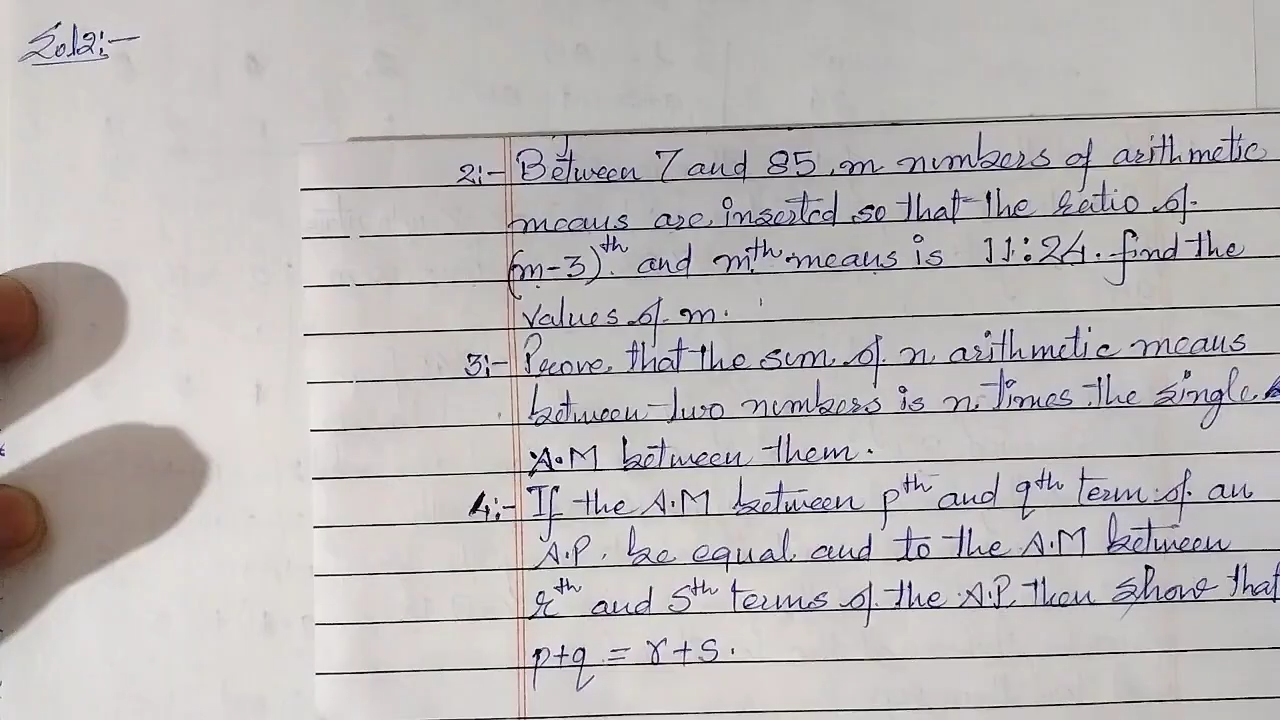 Sol2:-
2:- Between 7 and 85, m numbers of arithmetic
means are inserted so that the ratio of
(m-3)th and mth means is 11:24. find the
values of m.
3:- Prove that the sum of n arithmetic means
between two numbers is n times the single
A.M between them.
4:- If the A.M between pth and qth term of an
A.P. be equal and to the A.M between
rth and sth terms of the A.P. then show that
p+q = r+s.